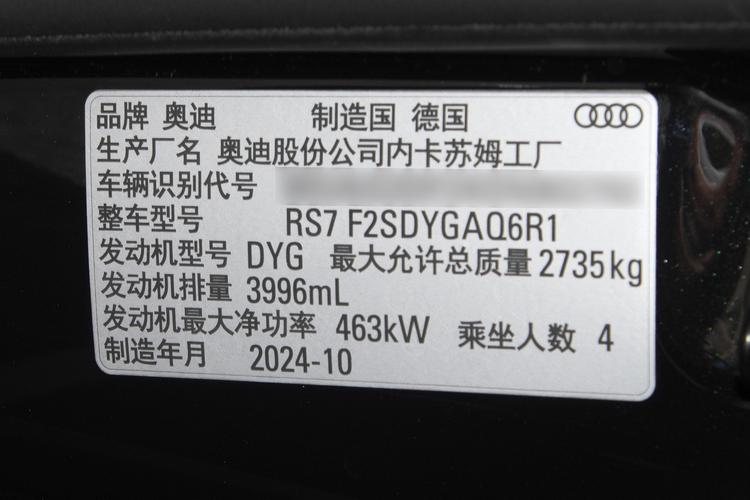 品牌 奥迪 制造国 德国
生产厂名 奥迪股份公司内卡苏姆工厂
车辆识别代号
整车型号 RS7 F2SDYGAQ6R1
发动机型号 DYG 最大允许总质量 2735kg
发动机排量 3996mL
发动机最大净功率 463kW 乘坐人数 4
制造年月 2024-10